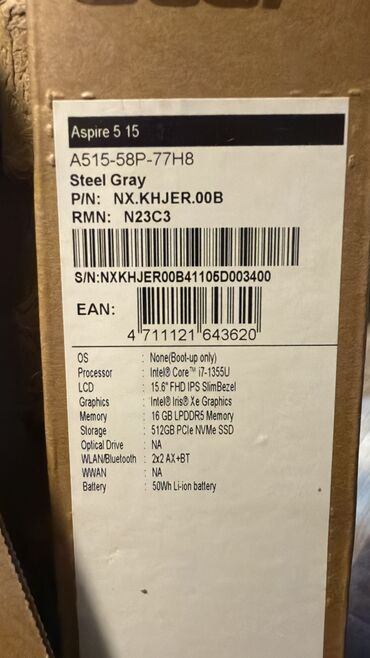 Aspire 5 15
A515-58P-77H8
Steel Gray
P/N: NX.KHJER.00B
RMN: N23C3
S/N:NXKHJER00B41105D003400
EAN:
4 711121 643620
OS : None(Boot-up only)
Processor : Intel® Core™ i7-1355U
LCD : 15.6" FHD IPS SlimBezel
Graphics : Intel® Iris® Xe Graphics
Memory : 16 GB LPDDR5 Memory
Storage : 512GB PCIe NVMe SSD
Optical Drive : NA
WLAN/Bluetooth : 2x2 AX+BT
WWAN : NA
Battery : 50Wh Li-ion battery